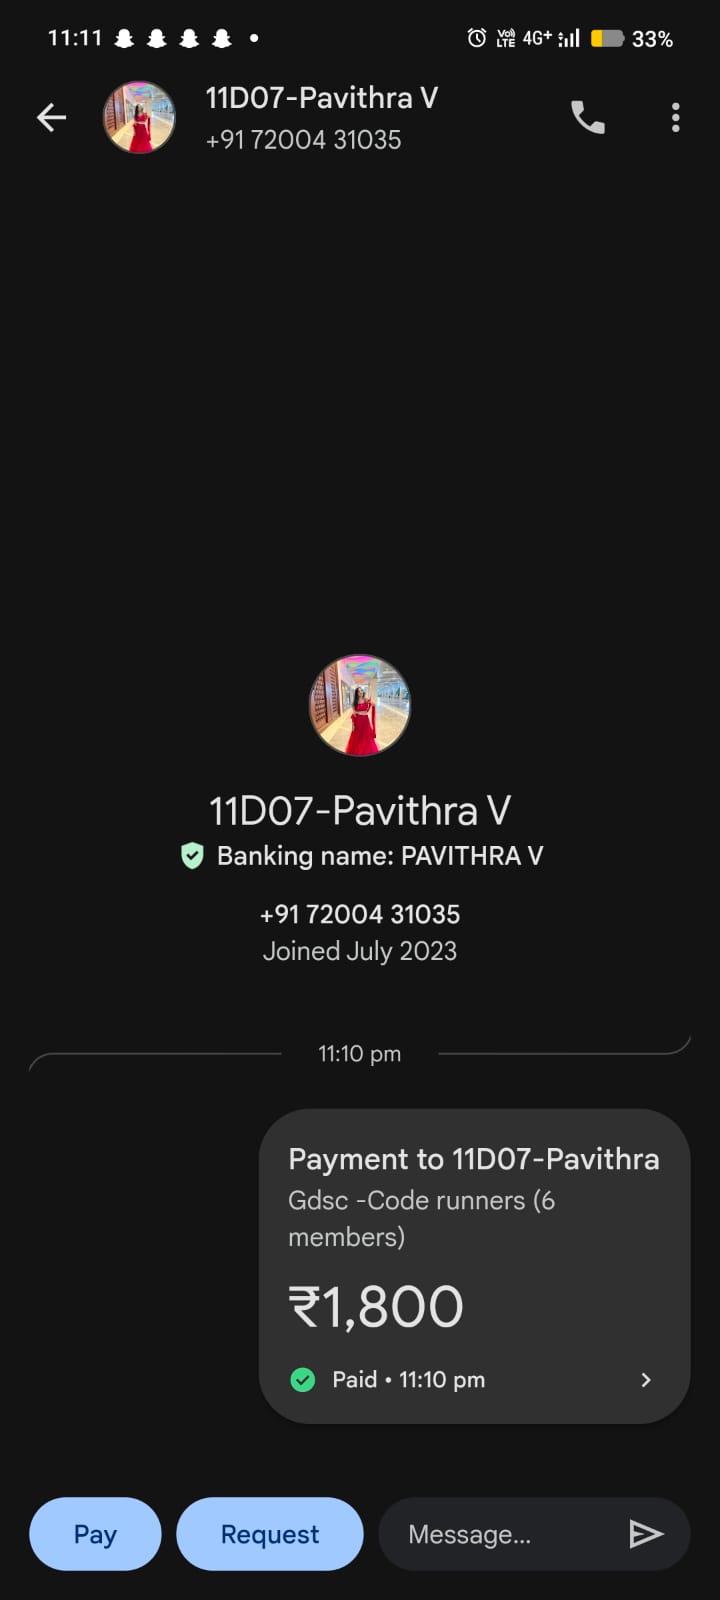 11:11
Vo) LTE 4G+ 33%
11D07-Pavithra V
+91 72004 31035
11D07-Pavithra V
Banking name: PAVITHRA V
+91 72004 31035
Joined July 2023
11:10 pm
Payment to 11D07-Pavithra
Gdsc -Code runners (6
members)
₹1,800
Paid • 11:10 pm
Pay
Request
Message...